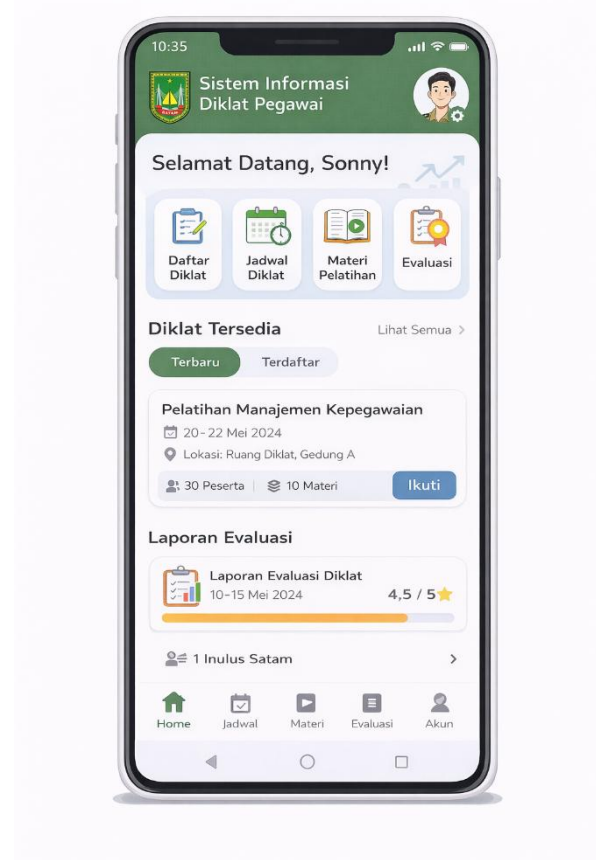 10:35
Sistem Informasi
Diklat Pegawai
BATAM
Selamat Datang, Sonny!
Daftar
Diklat
Jadwal
Diklat
Materi
Pelatihan
Evaluasi
Diklat Tersedia
Lihat Semua >
Terbaru
Terdaftar
Pelatihan Manajemen Kepegawaian
20-22 Mei 2024
Lokasi: Ruang Diklat, Gedung A
30 Peserta | 10 Materi
Ikuti
Laporan Evaluasi
Laporan Evaluasi Diklat
10-15 Mei 2024
4,5 / 5
1 Inulus Satam
Home
Jadwal
Materi
Evaluasi
Akun